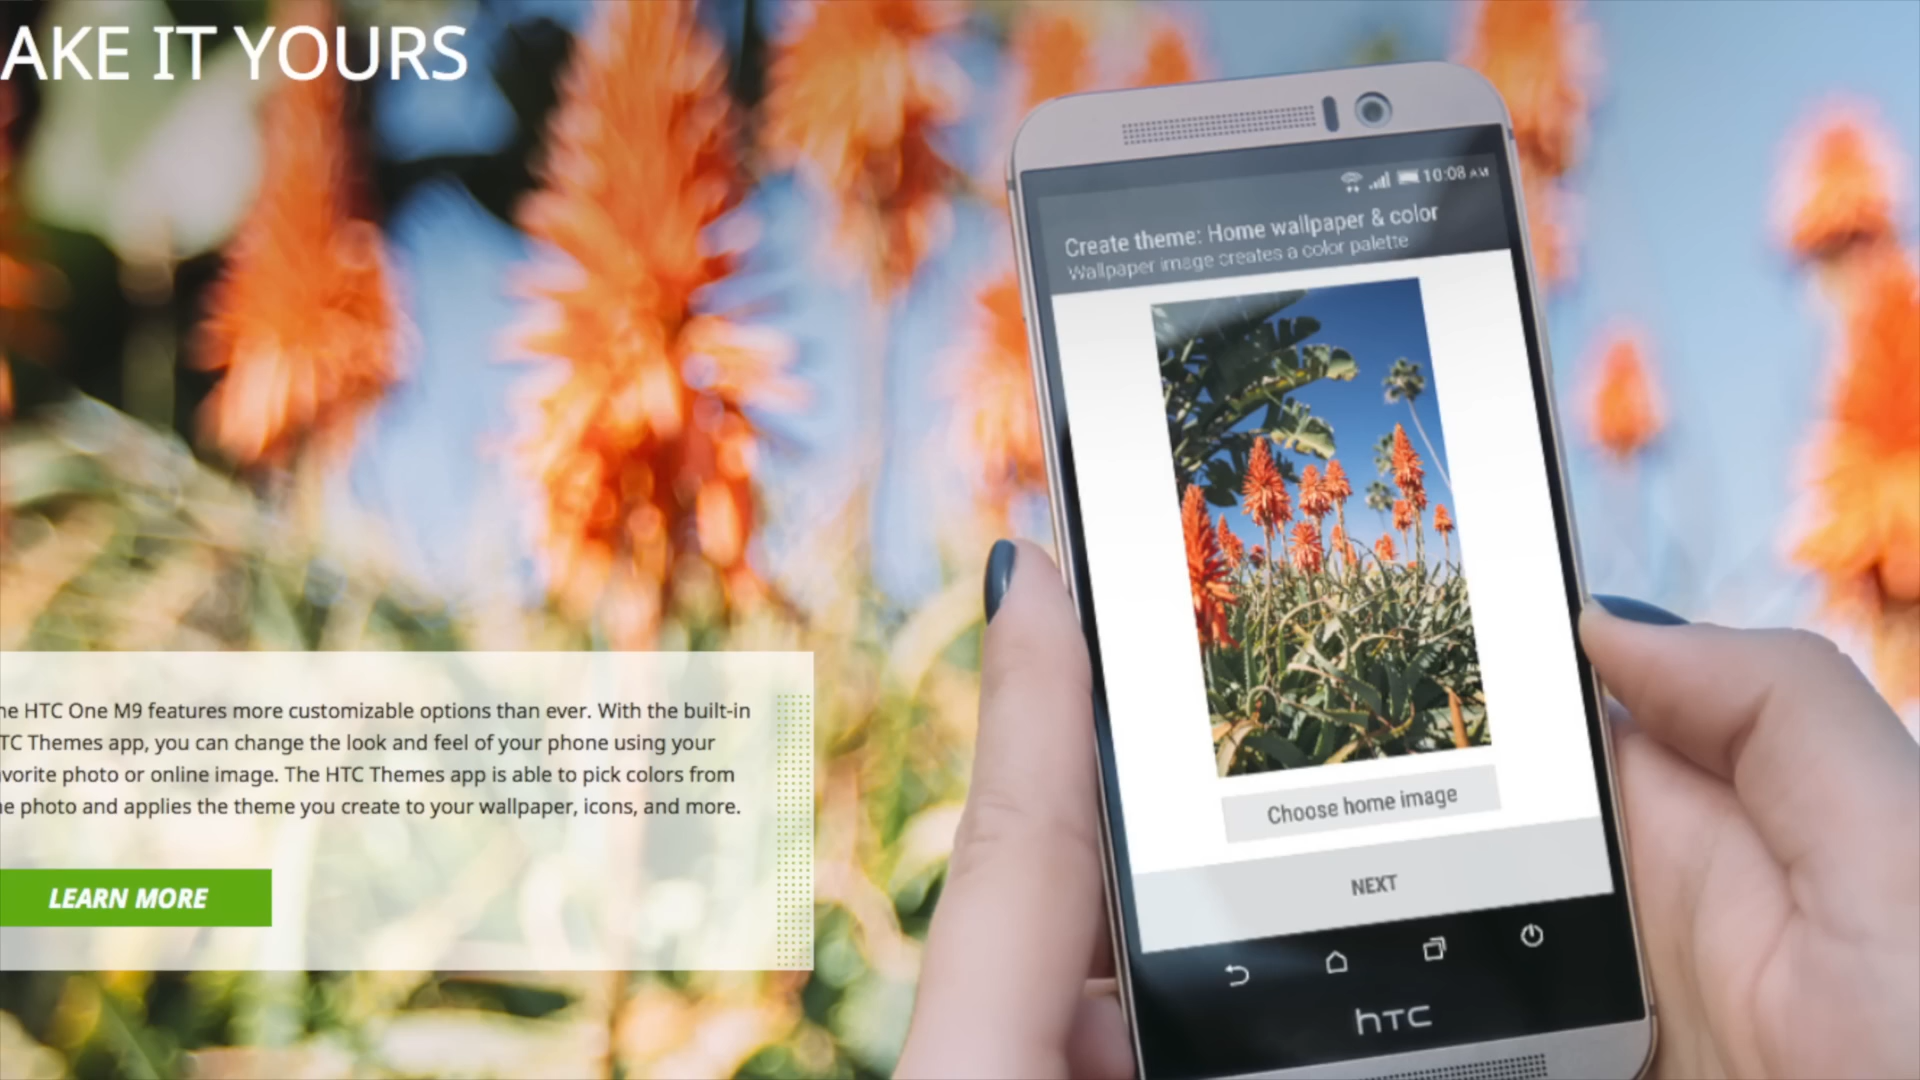 AKE IT YOURS
10:08 AM
Create theme: Home wallpaper & color
Wallpaper image creates a color palette
Choose home image
NEXT
hTC
he HTC One M9 features more customizable options than ever. With the built-in
TC Themes app, you can change the look and feel of your phone using your
avorite photo or online image. The HTC Themes app is able to pick colors from
he photo and applies the theme you create to your wallpaper, icons, and more.
LEARN MORE